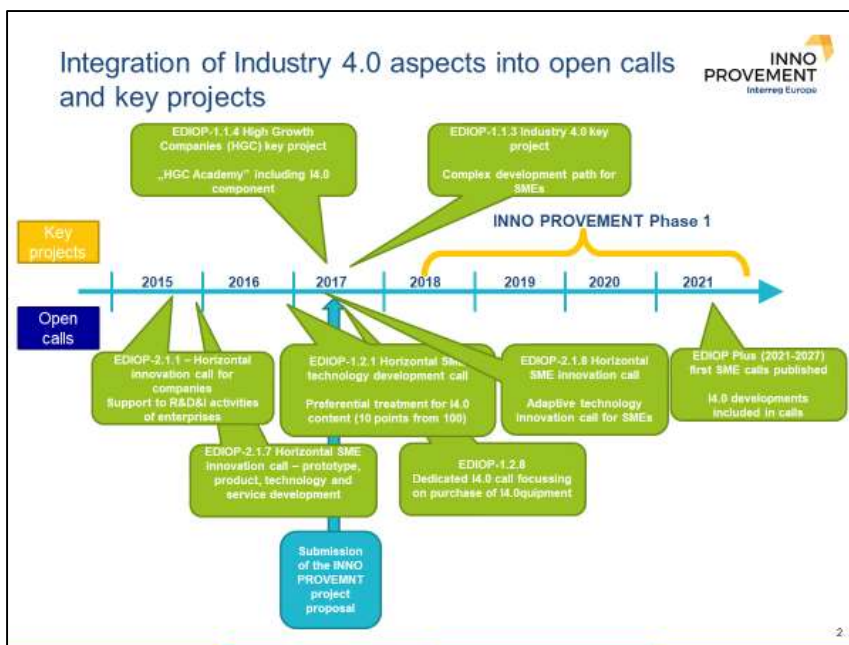 Integration of Industry 4.0 aspects into open calls
and key projects
INNO
PROVEMENT
Interreg Europe
EDIOP-1.1.4 High Growth
Companies (HGC) key project
„HGC Academy" including I4.0
component
EDIOP-1.1.3 Industry 4.0 key
project
Complex development path for
SMEs
INNO PROVEMENT Phase 1
Key
projects
2015
2016
2017
2018
2019
2020
2021
Open
calls
EDIOP-2.1.1 – Horizontal
innovation call for
companies
Support to R&D&I activities
of enterprises
EDIOP-1.2.1 Horizontal SME
technology development call
Preferential treatment for I4.0
content (10 points from 100)
EDIOP-2.1.8 Horizontal
SME innovation call
Adaptive technology
innovation call for SMEs
EDIOP Plus (2021-2027)
first SME calls published
I4.0 developments
included in calls
EDIOP-2.1.7 Horizontal SME
innovation call – prototype,
product, technology and
service development
EDIOP-1.2.8
Dedicated I4.0 call focussing
on purchase of I4.0quipment
Submission
of the INNO
PROVEMNT
project
proposal
2